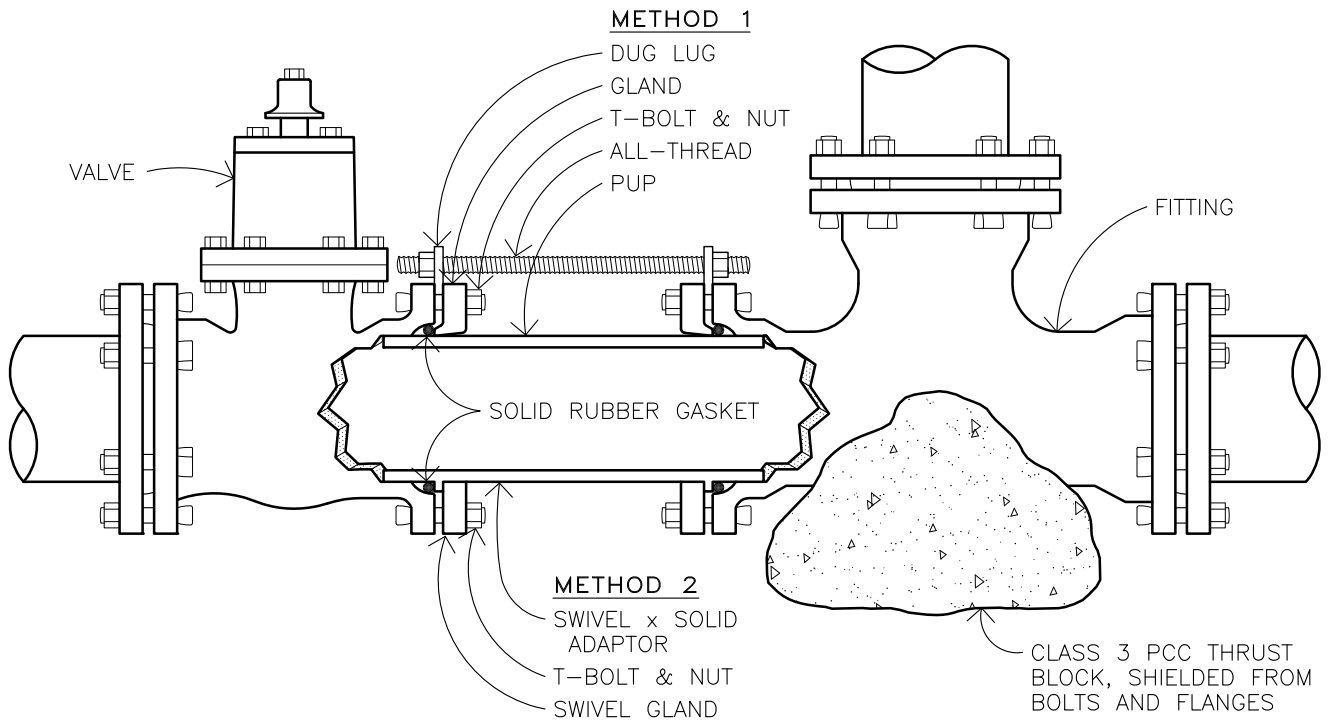 METHOD 1
DUG LUG
GLAND
T-BOLT & NUT
ALL-THREAD
PUP
VALVE
FITTING
SOLID RUBBER GASKET
METHOD 2
SWIVEL x SOLID
ADAPTOR
T-BOLT & NUT
SWIVEL GLAND
CLASS 3 PCC THRUST
BLOCK, SHIELDED FROM
BOLTS AND FLANGES